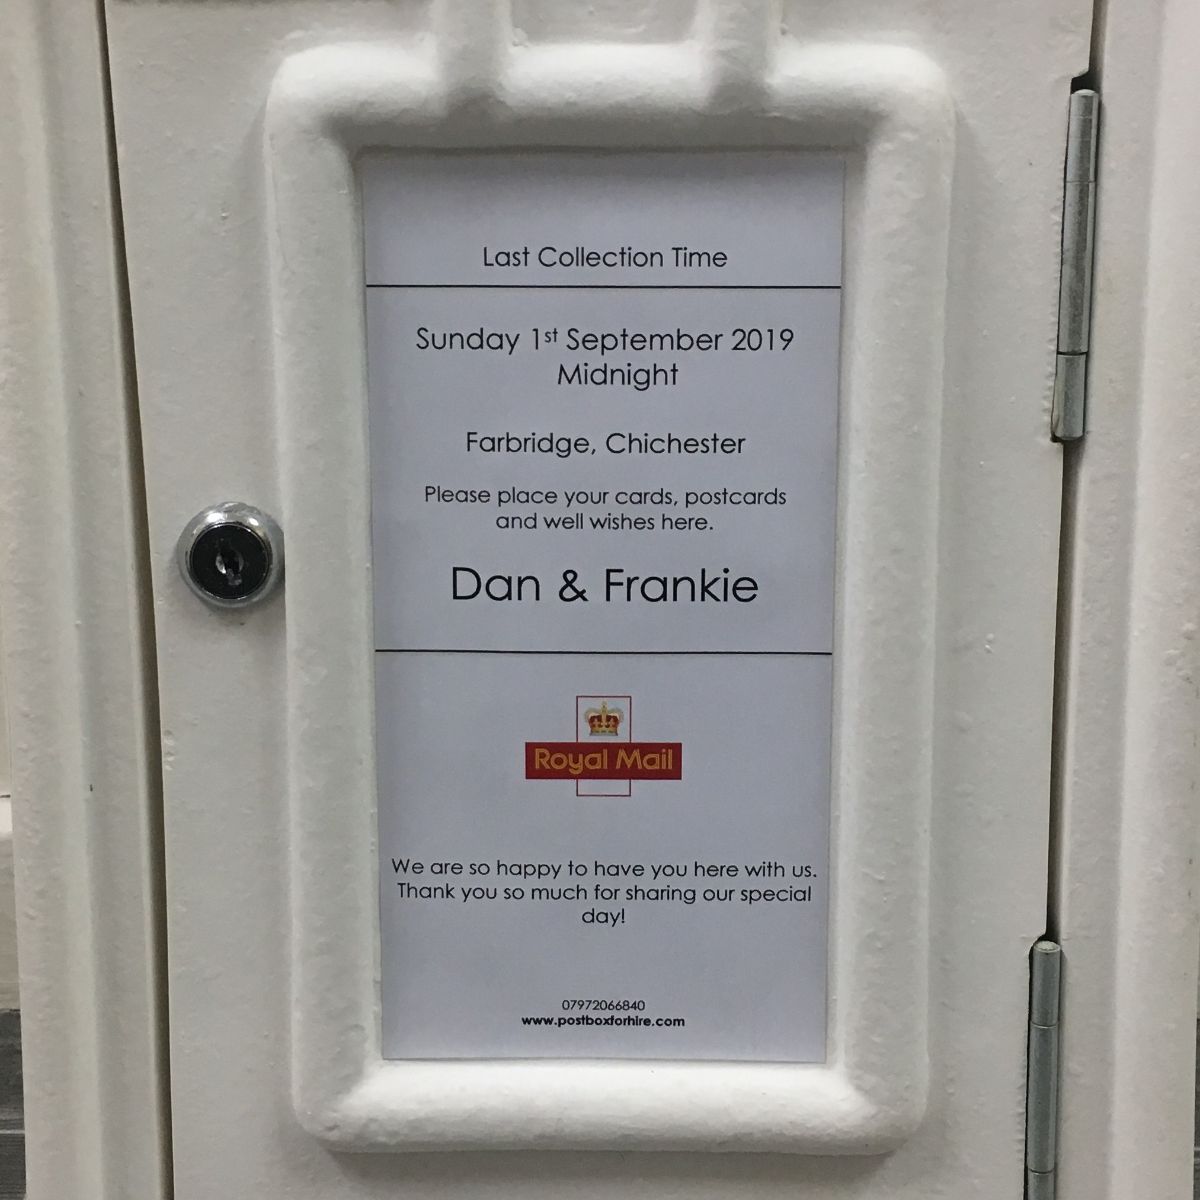 Last Collection Time
Sunday 1st September 2019
Midnight
Farbridge, Chichester
Please place your cards, postcards
and well wishes here.
Dan & Frankie
Royal Mail
We are so happy to have you here with us.
Thank you so much for sharing our special
day!
07972066840
www.postboxforhire.com